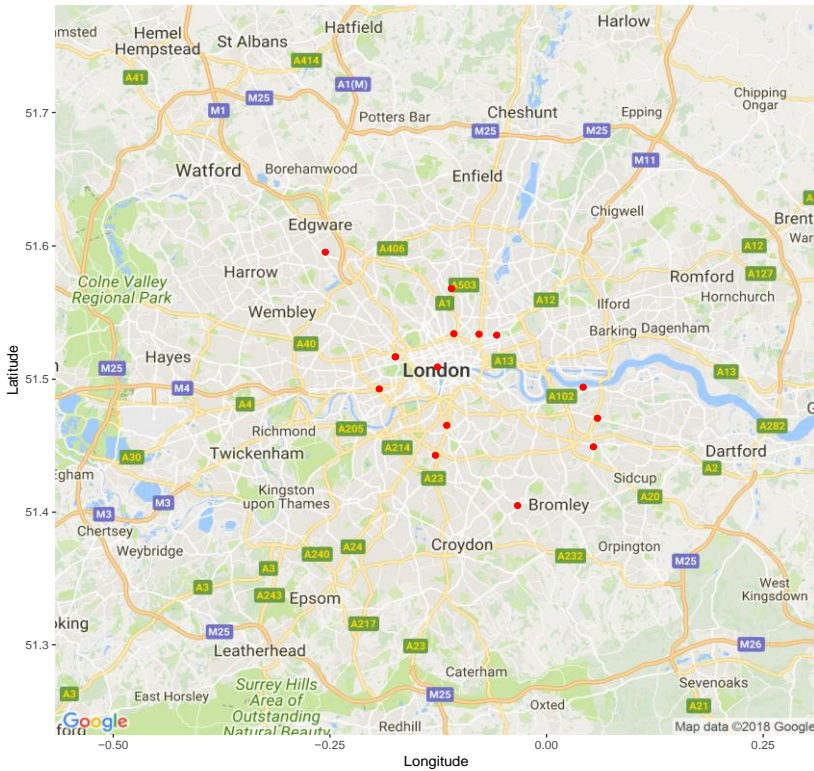 Harlow
Hatfield
amsted
Hemel
Hempstead
St Albans
A414
A41
A1(M)
M25
M1
Chipping
Ongar
Cheshunt
Epping
51.7
Potters Bar
M25
M25
M11
Watford
Borehamwood
Enfield
Chigwell
Brent
War
Edgware
51.6
A406
A12
A127
Harrow
Colne Valley
Regional Park
A503
A1
Romford
Hornchurch
Wembley
A12
Ilford
Barking
Dagenham
A40
Hayes
A13
London
A13
M25
M4
51.5
Latitude
A102
A4
Richmond
A205
A282
Twickenham
A214
A30
Dartford
Egham
A23
A2
Sidcup
Kingston
upon Thames
A20
M3
M3
51.4
Bromley
Chertsey
Weybridge
Croydon
Orpington
A24
A240
A232
M25
A3
A3
A243
Epsom
West
Kingsdown
A217
oking
M25
51.3
A23
M26
Leatherhead
Caterham
Sevenoaks
A3
East Horsley
Surrey Hills
Area of
Outstanding
Natural Beauty
M25
Oxted
A21
Redhill
ford
Google
Map data ©2018 Google
-0.50
-0.25
0.00
0.25
Longitude